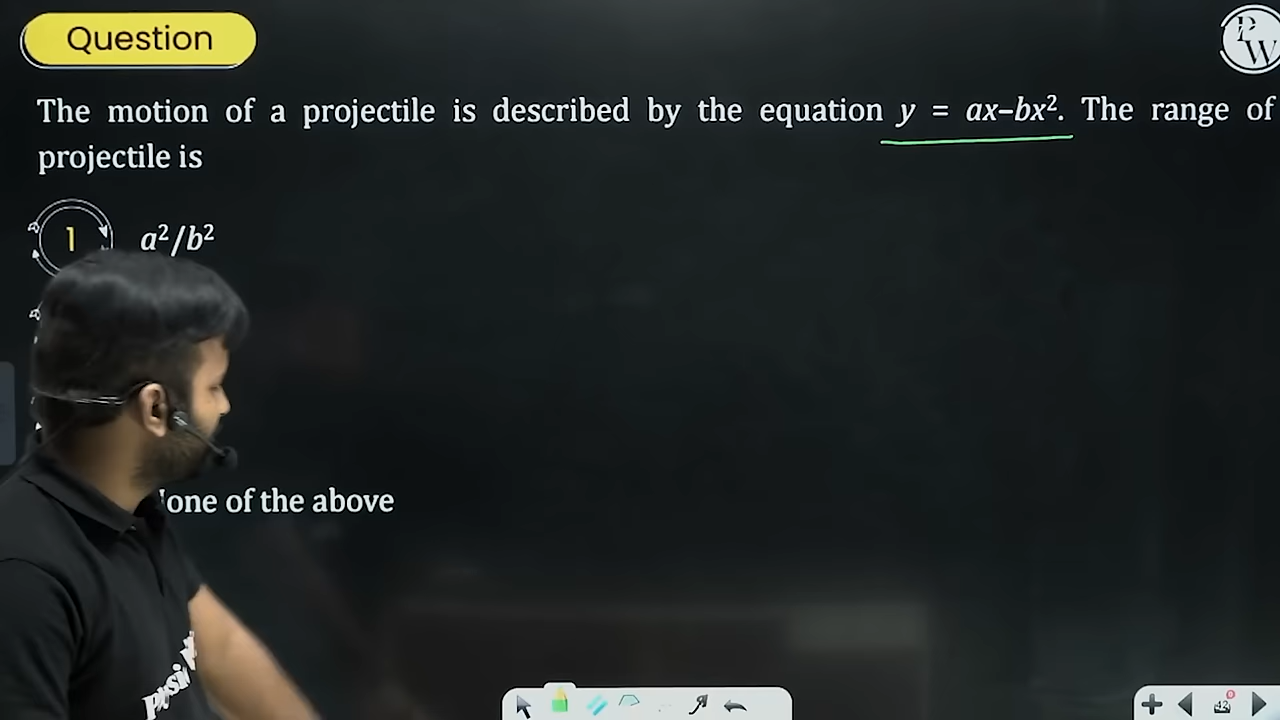 Question
PW
The motion of a projectile is described by the equation y = ax–bx². The range of
projectile is
1 a²/b²
of the above